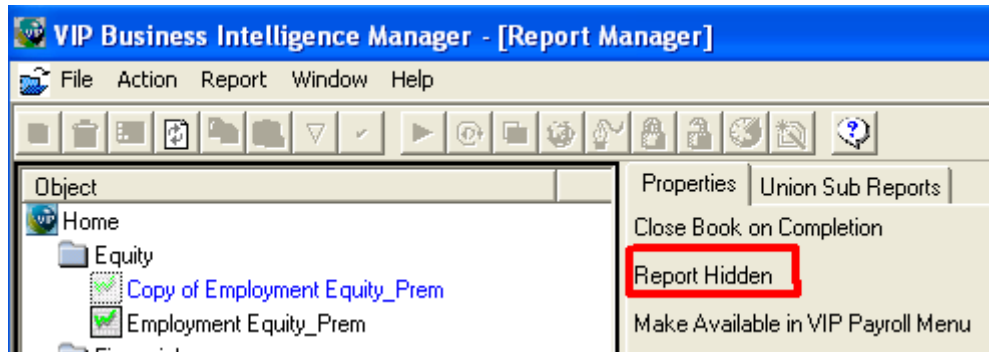 VIP Business Intelligence Manager - [Report Manager]
File Action Report Window Help
Object
Properties Union Sub Reports
Home
Close Book on Completion
Equity
Report Hidden
Copy of Employment Equity_Prem
Employment Equity_Prem
Make Available in VIP Payroll Menu